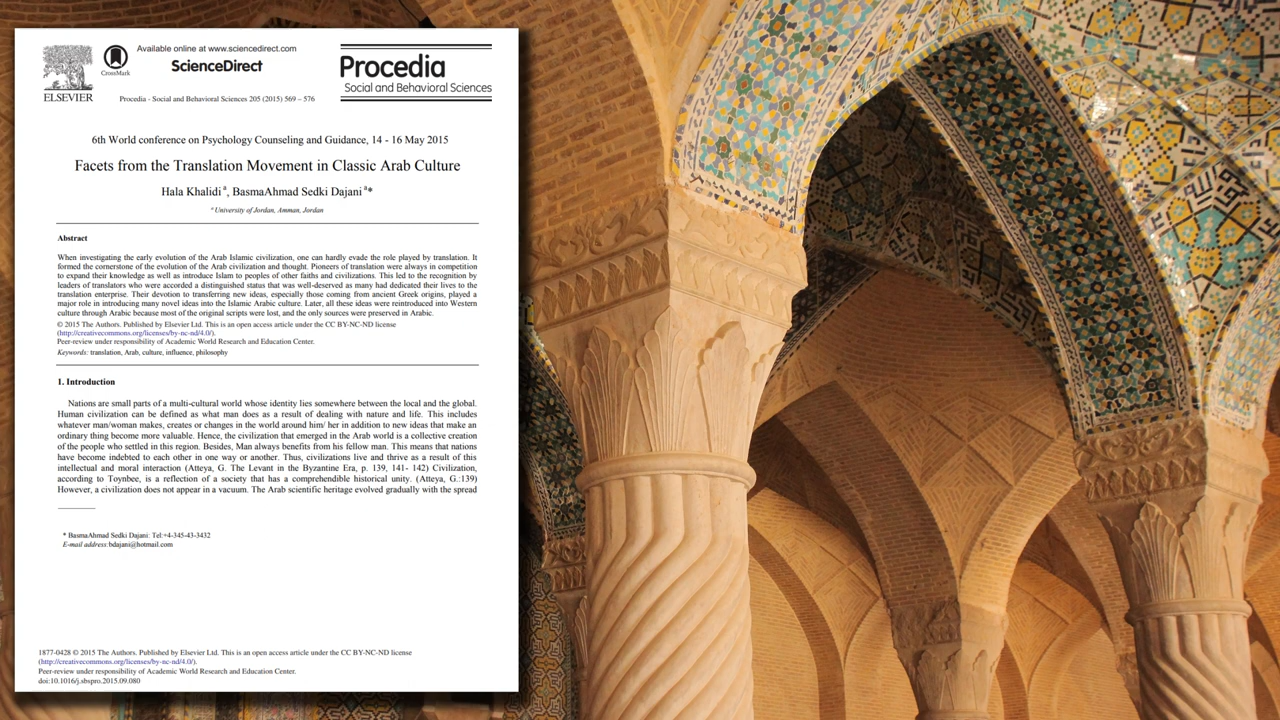 Available online at www.sciencedirect.com
CrossMark
ScienceDirect
ELSEVIER
Procedia - Social and Behavioral Sciences 205 (2015) 569 – 576
Procedia
Social and Behavioral Sciences
6th World conference on Psychology Counseling and Guidance, 14 - 16 May 2015
Facets from the Translation Movement in Classic Arab Culture
Hala Khalidi a, BasmaAhmad Sedki Dajani a*
a University of Jordan, Amman, Jordan
Abstract
When investigating the early evolution of the Arab Islamic civilization, one can hardly evade the role played by translation. It
formed the cornerstone of the evolution of the Arab civilization and thought. Pioneers of translation were always in competition
to expand their knowledge as well as introduce Islam to peoples of other faiths and civilizations. This led to the recognition by
leaders of translators who were accorded a distinguished status that was well-deserved as many had dedicated their lives to the
translation enterprise. Their devotion to transferring new ideas, especially those coming from ancient Greek origins, played a
major role in introducing many novel ideas into the Islamic Arabic culture. Later, all these ideas were reintroduced into Western
culture through Arabic because most of the original scripts were lost, and the only sources were preserved in Arabic.
© 2015 The Authors. Published by Elsevier Ltd. This is an open access article under the CC BY-NC-ND license
(http://creativecommons.org/licenses/by-nc-nd/4.0/).
Peer-review under responsibility of Academic World Research and Education Center.
Keywords: translation, Arab, culture, influence, philosophy
1. Introduction
Nations are small parts of a multi-cultural world whose identity lies somewhere between the local and the global.
Human civilization can be defined as what man does as a result of dealing with nature and life. This includes
whatever man/woman makes, creates or changes in the world around him/ her in addition to new ideas that make an
ordinary thing become more valuable. Hence, the civilization that emerged in the Arab world is a collective creation
of the people who settled in this region. Besides, Man always benefits from his fellow man. This means that nations
have become indebted to each other in one way or another. Thus, civilizations live and thrive as a result of this
intellectual and moral interaction (Atteya, G. The Levant in the Byzantine Era, p. 139, 141- 142) Civilization,
according to Toynbee, is a reflection of a society that has a comprehendible historical unity. (Atteya, G.:139)
However, a civilization does not appear in a vacuum. The Arab scientific heritage evolved gradually with the spread
* BasmaAhmad Sedki Dajani: Tel:+4-345-43-3432
E-mail address:bdajani@hotmail.com
1877-0428 © 2015 The Authors. Published by Elsevier Ltd. This is an open access article under the CC BY-NC-ND license
(http://creativecommons.org/licenses/by-nc-nd/4.0/).
Peer-review under responsibility of Academic World Research and Education Center.
doi:10.1016/j.sbspro.2015.09.080